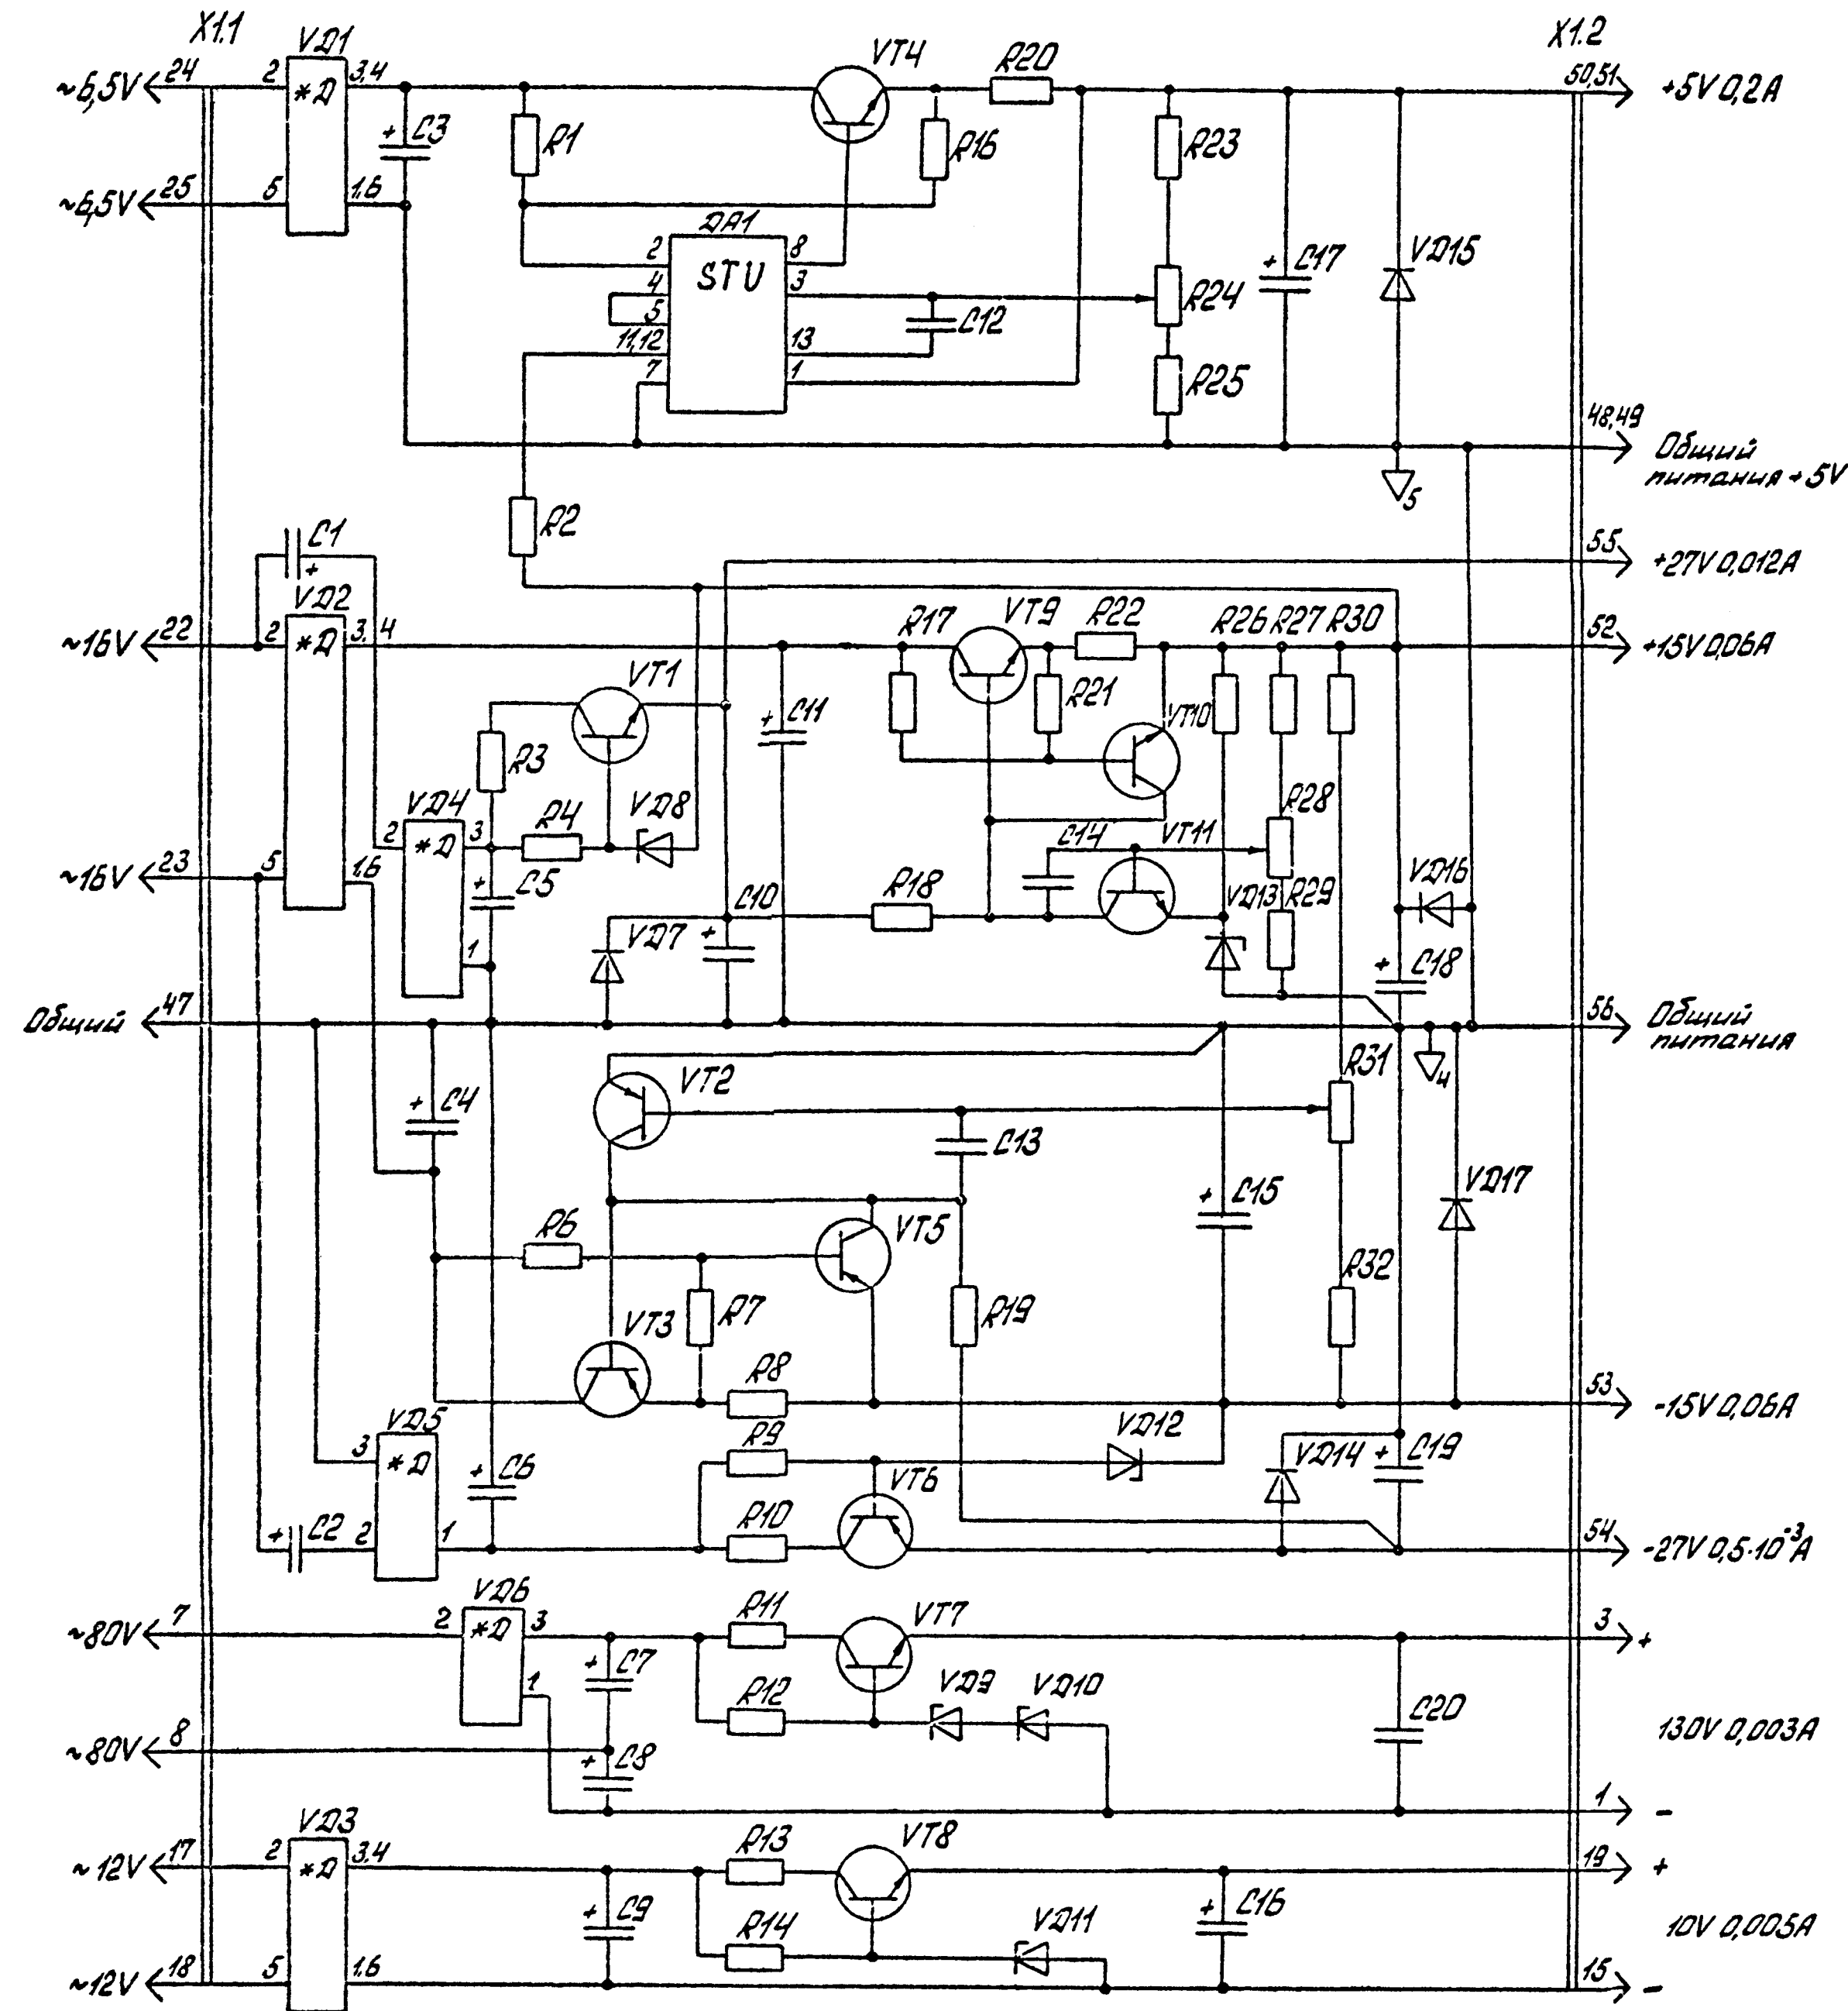 X1.1
X1.2
VD1
VT4
R20
~6,5V
24
2
*D
3,4
50,51
+5V 0,2A
+
C3
R1
R16
R23
~6,5V
25
5
1,6
DA1
STU
2
4
5
11,12
7
8
3
13
1
C12
R24
R25
+
C17
VD15
48,49
Общий
питания +5V
5
R2
C1
+
55
+27V 0,012A
VD2
~16V
22
2
*D
3,4
R17
VT9
R22
R26
R27
R30
52
+15V 0,06A
VT1
+
C11
R21
VT10
R3
VD4
2
*D
3
R4
VD8
R28
C14
VT11
~16V
23
5
1,6
+
C5
C10
+
R18
VD13
R29
VD16
1
VD7
+
C18
Общий
47
56
Общий
питания
4
VT2
R31
+
C4
C13
+
C15
VD17
R6
VT5
R7
R19
R32
VT3
R8
53
-15V 0,06A
VD5
3
*D
+
C6
R9
VD12
VD14
+
C19
VT6
R10
+
C2
2
1
54
-27V 0,5·10⁻³A
VD6
~80V
7
2
*D
3
R11
VT7
3
+
+
C7
1
R12
VD9
VD10
C20
130V 0,003A
~80V
8
+
C8
1
-
VD3
~12V
17
2
*D
3,4
R13
VT8
19
+
+
C9
R14
VD11
+
C16
10V 0,005A
~12V
18
5
1,6
15
-